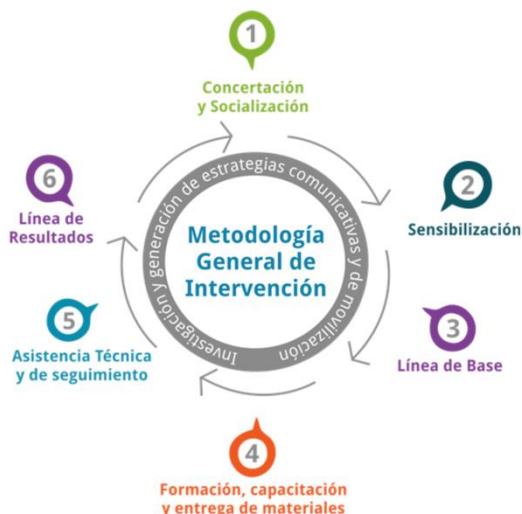 1
Concertación
y Socialización
2
Sensibilización
3
Línea de Base
4
Formación, capacitación
y entrega de materiales
5
Asistencia Técnica
y de seguimiento
6
Línea de
Resultados
Investigación y generación de estrategias comunicativas y de movilización
Metodología
General de
Intervención